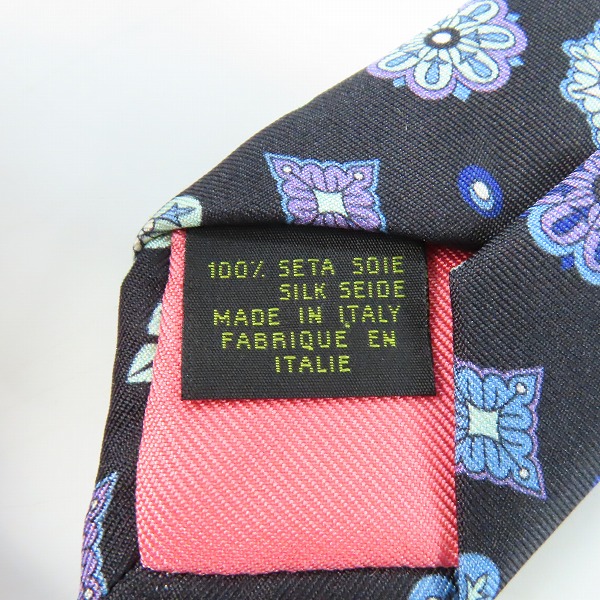 100% SETA SOIE
SILK SEIDE
MADE IN ITALY
FABRIQUE EN
ITALIE